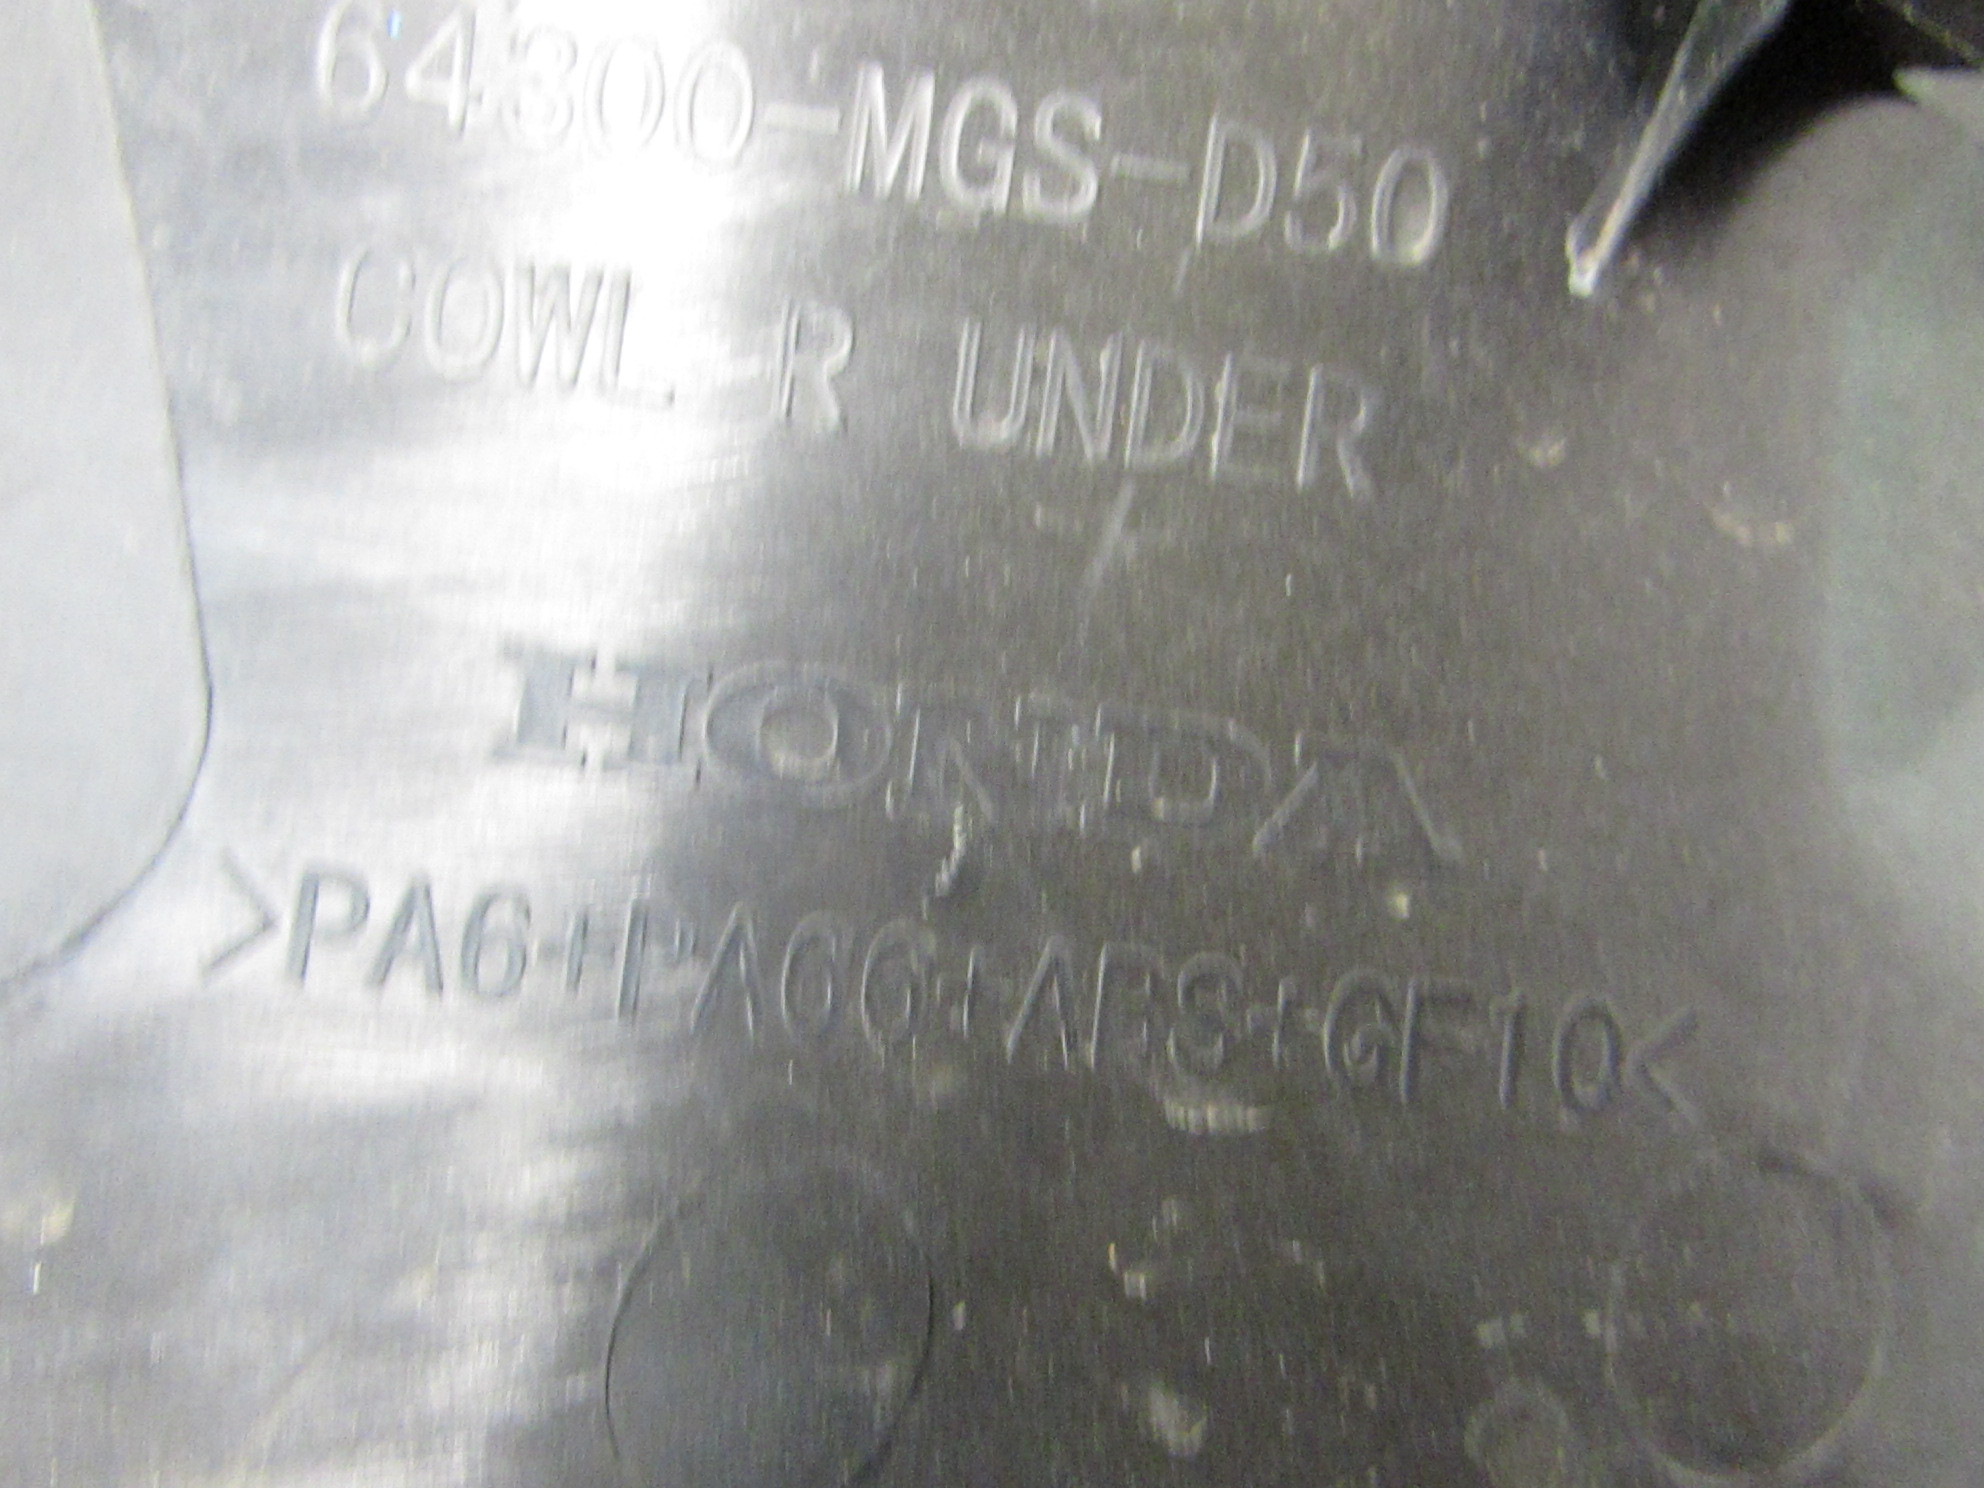 64300-MGS-D50
COWL R UNDER
HONDA
>PA6+PA66+ABS+GF10<